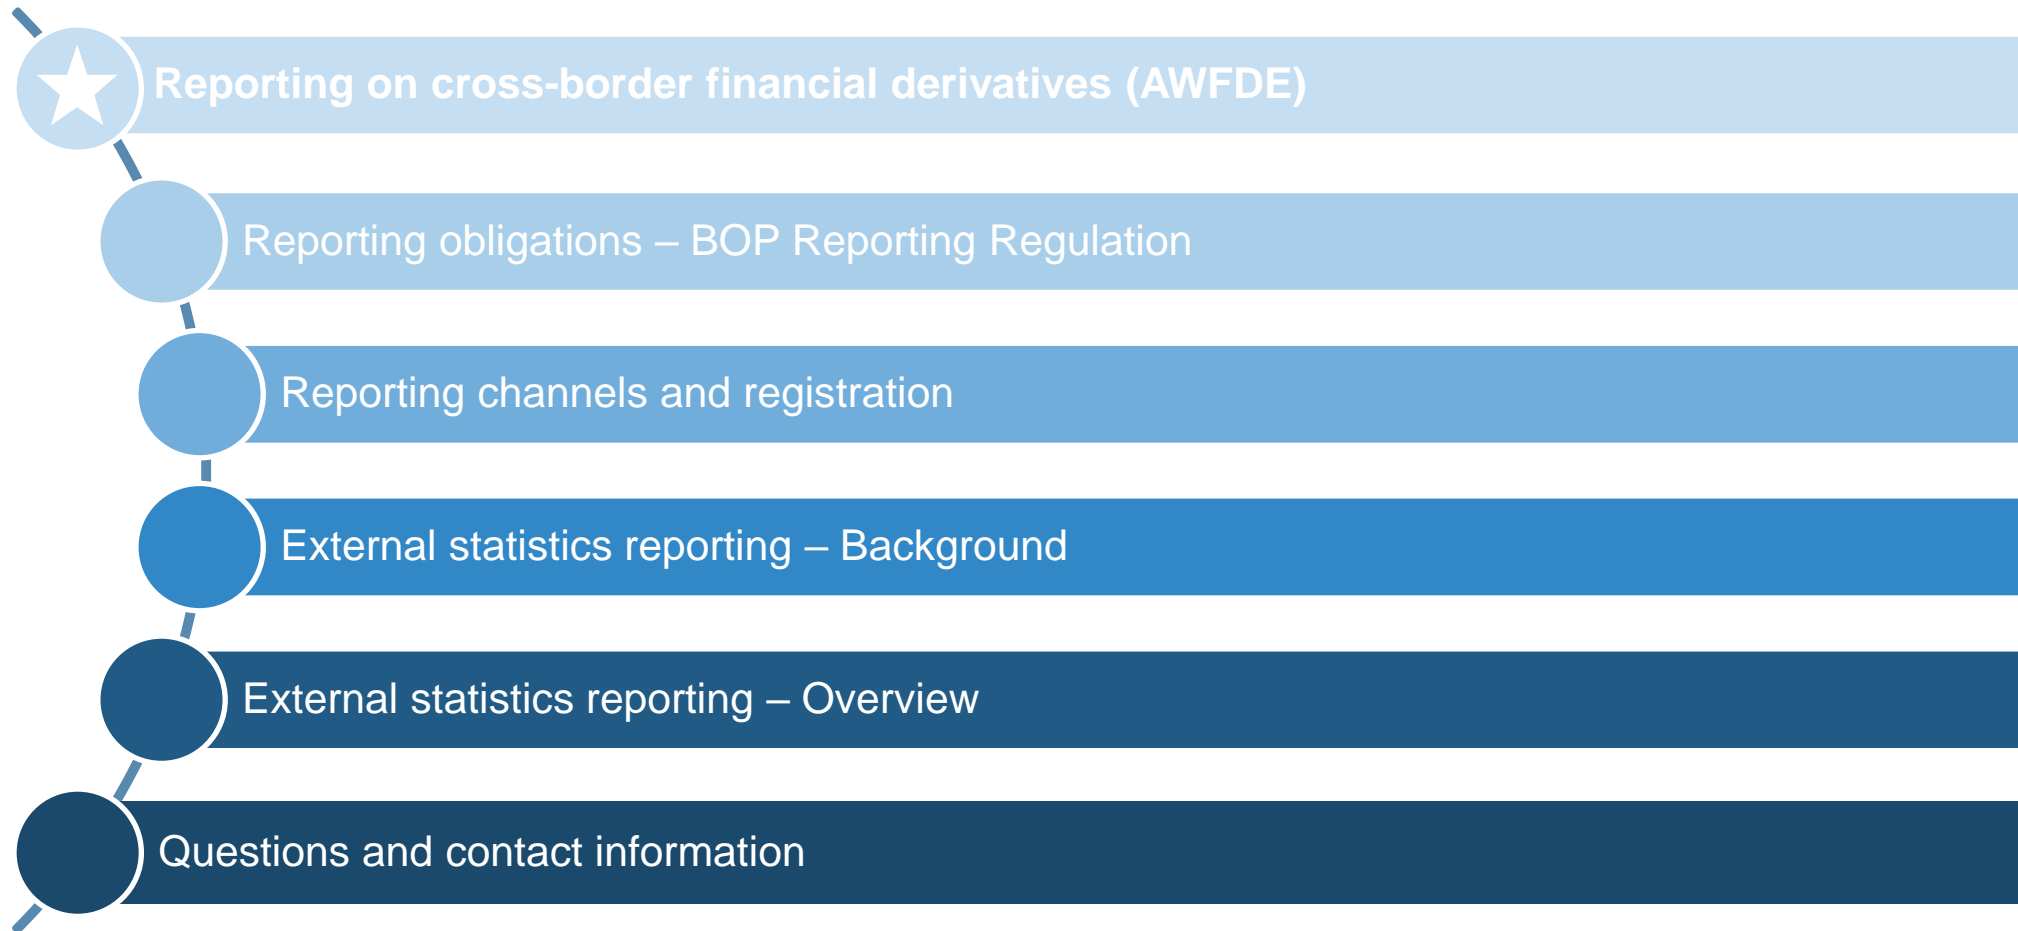 Reporting on cross-border financial derivatives (AWFDE)
Reporting obligations – BOP Reporting Regulation
Reporting channels and registration
External statistics reporting – Background
External statistics reporting – Overview
Questions and contact information